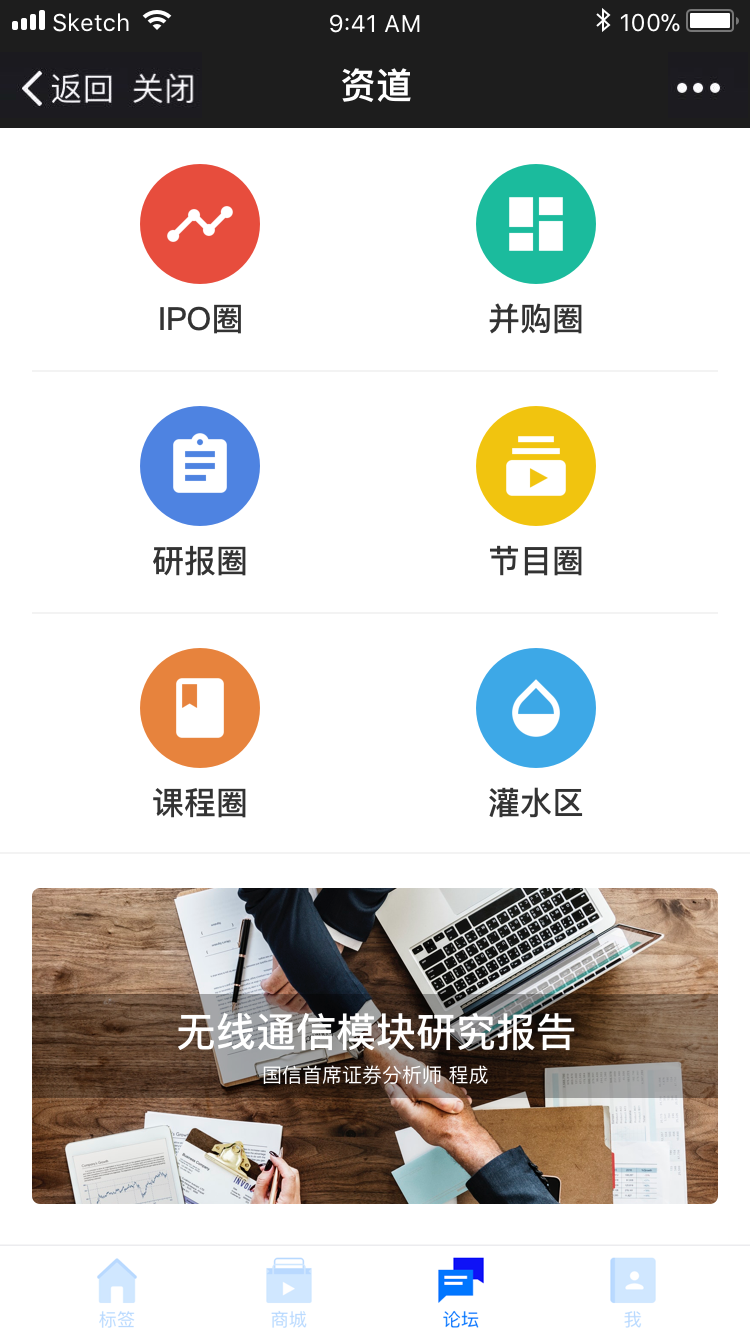 Sketch 9:41 AM 100%
返回 关闭 资道
IPO圈 并购圈
研报圈 节目圈
课程圈 灌水区
无线通信模块研究报告
国信首席证券分析师 程成
标签 商城 论坛 我